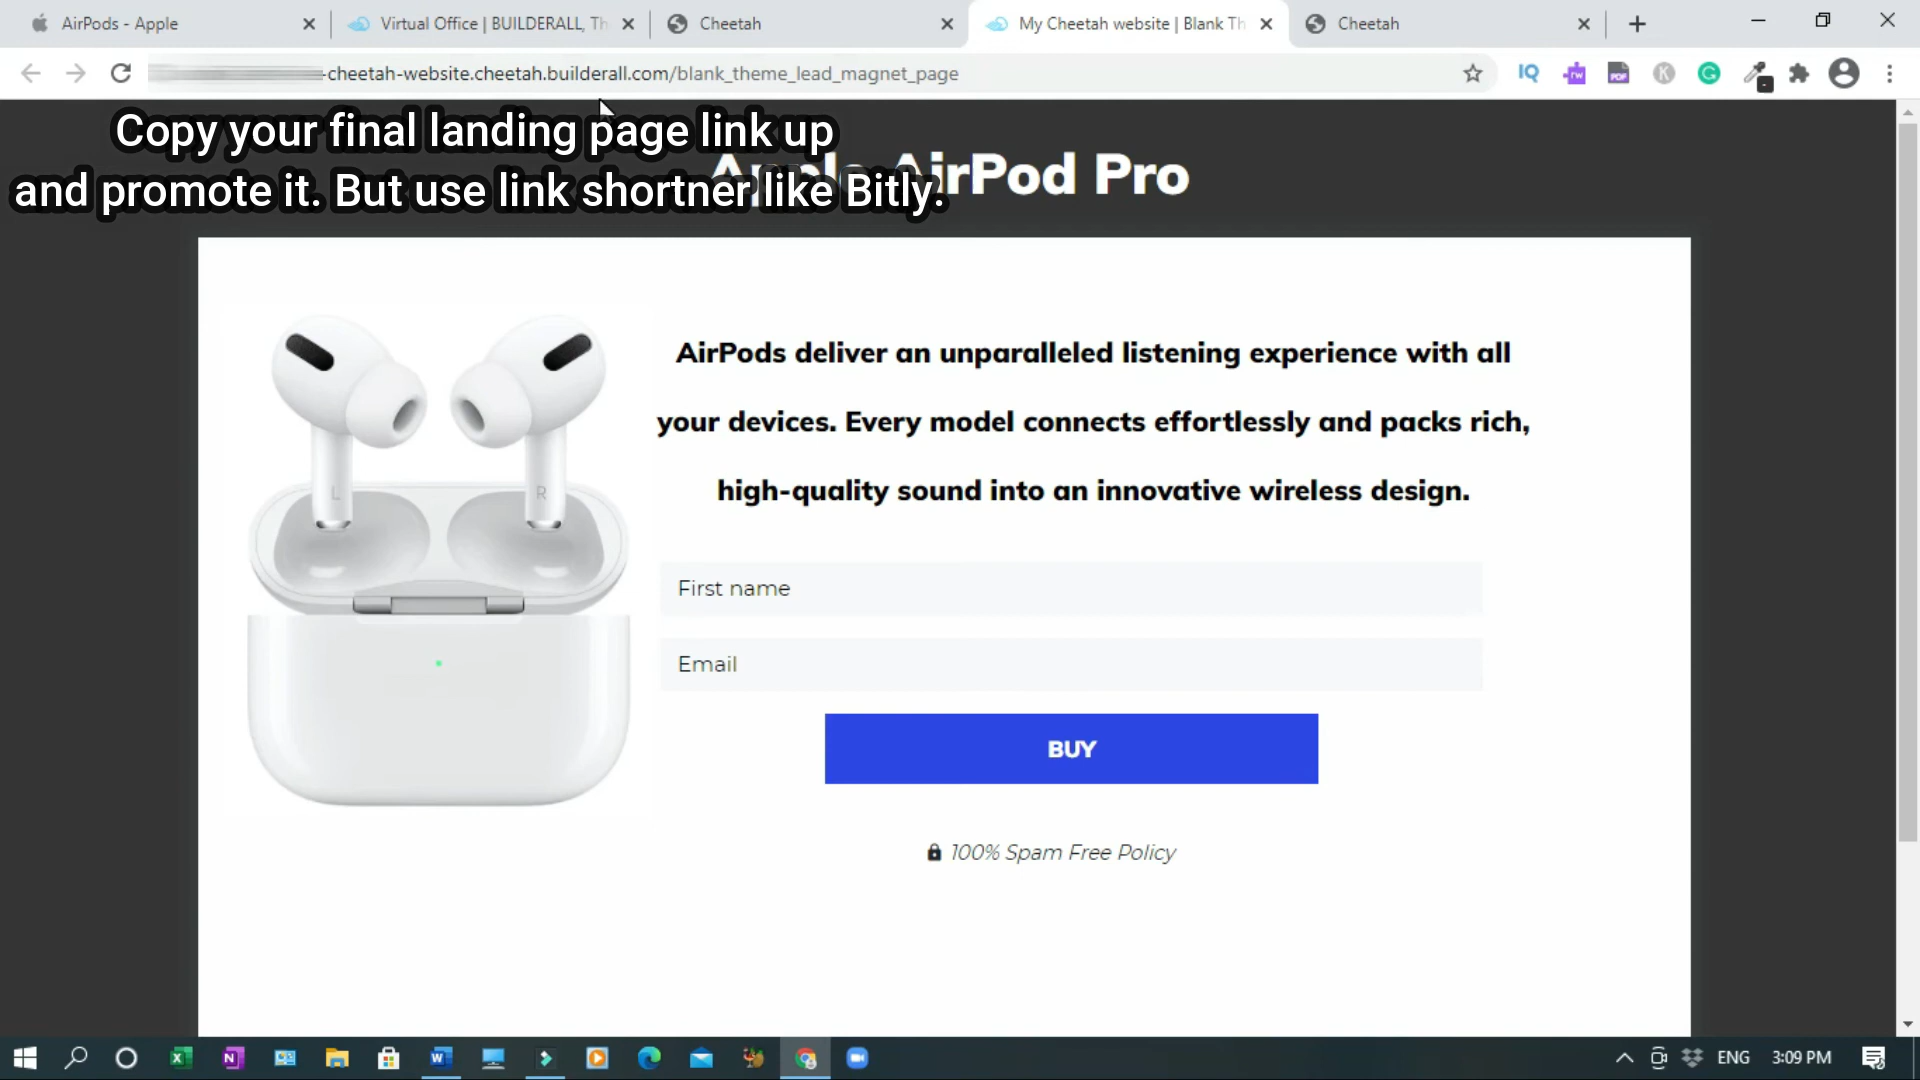 AirPods - Apple
Virtual Office | BUILDERALL, Th
Cheetah
My Cheetah website | Blank Th
Cheetah
-cheetah-website.cheetah.builderall.com/blank_theme_lead_magnet_page
Copy your final landing page link up
and promote it. But use link shortner like Bitly.
Apple AirPod Pro
AirPods deliver an unparalleled listening experience with all
your devices. Every model connects effortlessly and packs rich,
high-quality sound into an innovative wireless design.
L
R
First name
Email
BUY
100% Spam Free Policy
ENG
3:09 PM